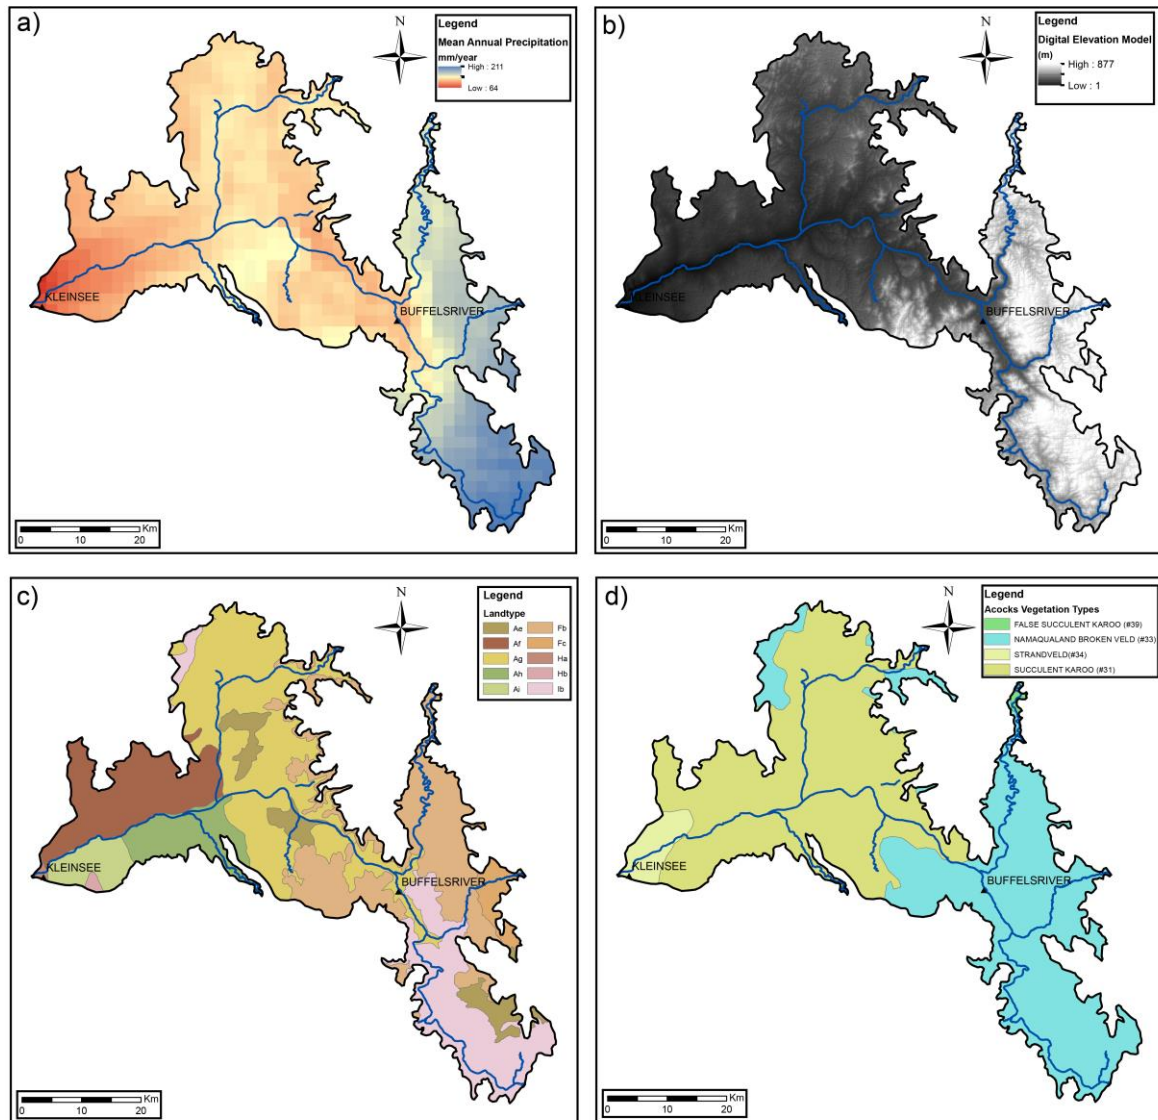 a)
N
Legend
Mean Annual Precipitation
mm/year
High : 211
Low : 64
KLEINSEE
BUFFELSRIVER
Km
0 10 20
b)
N
Legend
Digital Elevation Model
(m)
High : 877
Low : 1
KLEINSEE
BUFFELSRIVER
Km
0 10 20
c)
N
Legend
Landtype
Ae Fb
Af Fc
Ag Ha
Ah Hb
Ai Ib
KLEINSEE
BUFFELSRIVER
Km
0 10 20
d)
N
Legend
Acocks Vegetation Types
FALSE SUCCULENT KAROO (#39)
NAMAQUALAND BROKEN VELD (#33)
STRANDVELD(#34)
SUCCULENT KAROO (#31)
KLEINSEE
BUFFELSRIVER
Km
0 10 20